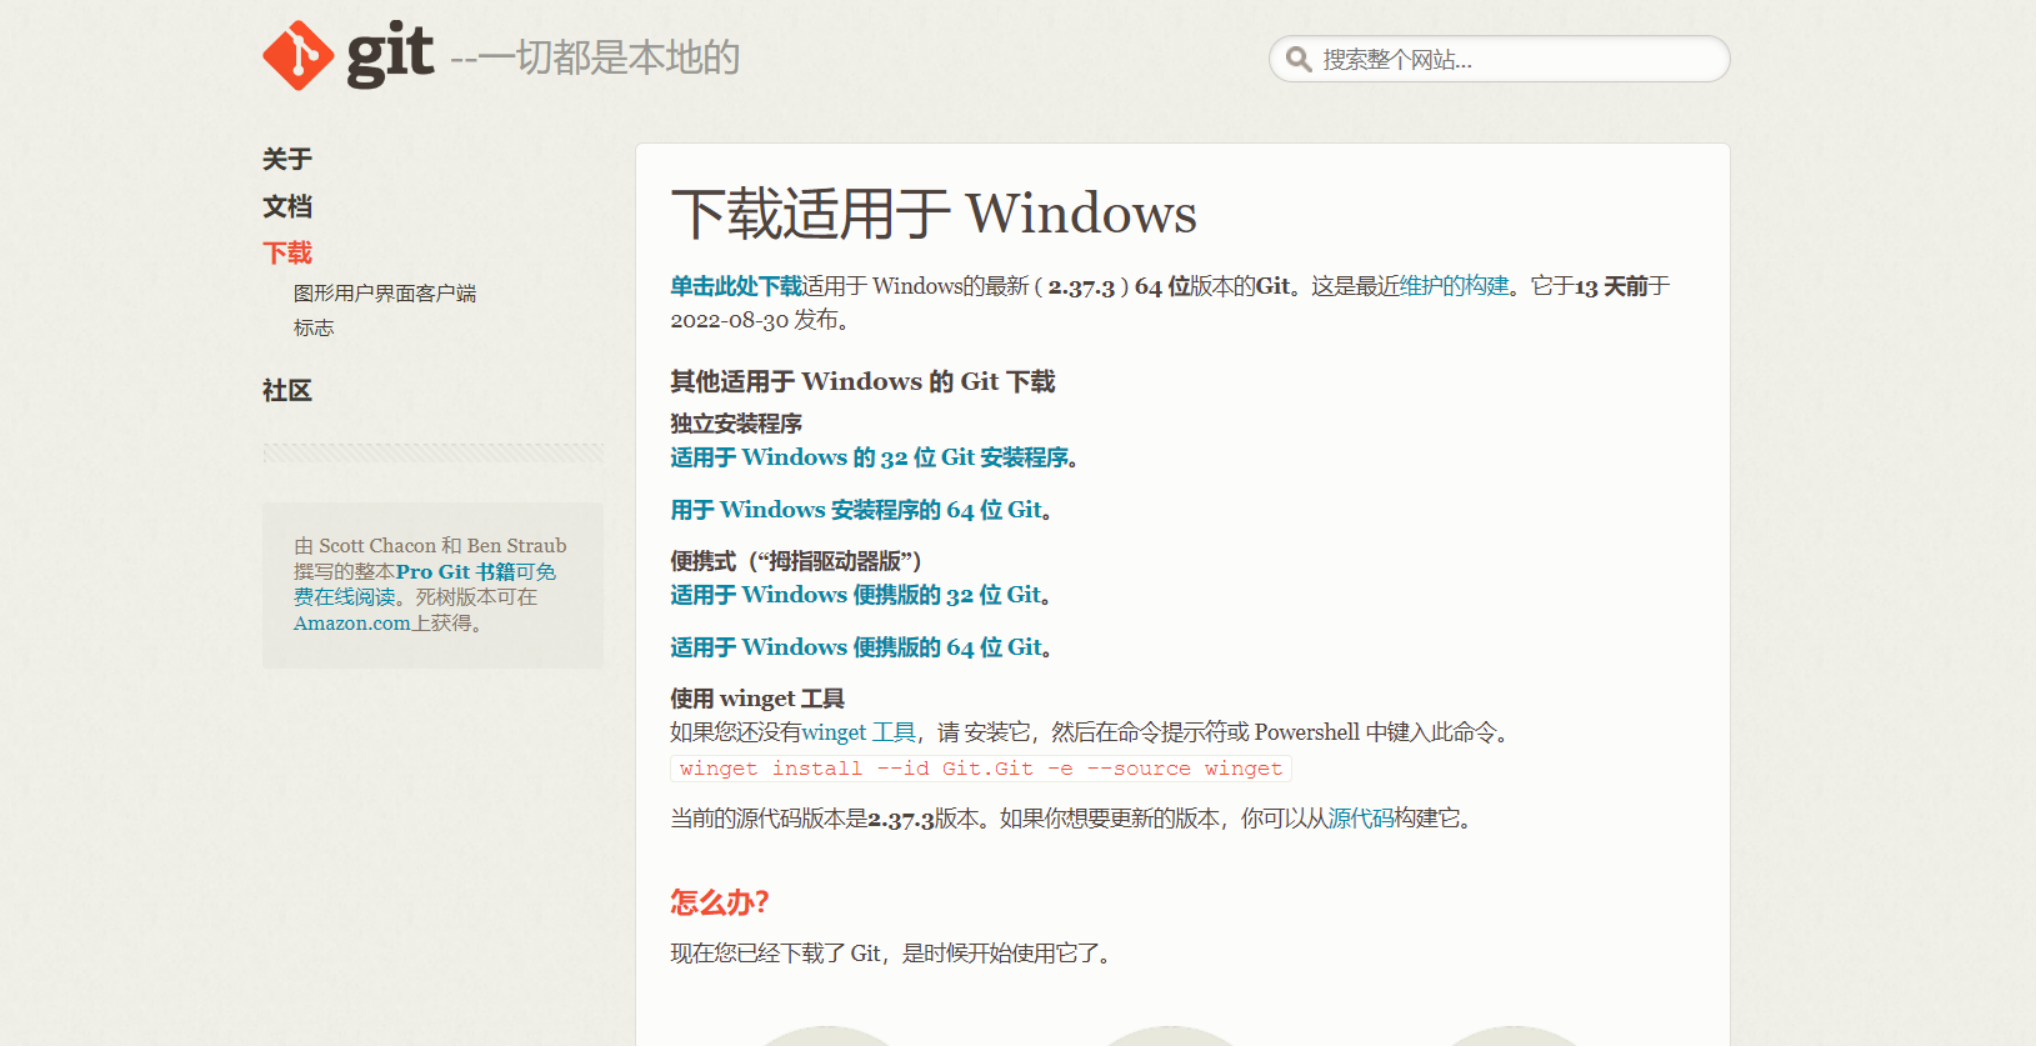 git --一切都是本地的
搜索整个网站...
关于
文档
下载
图形用户界面客户端
标志
社区
由 Scott Chacon 和 Ben Straub
撰写的整本Pro Git 书籍可免
费在线阅读。死树版本可在
Amazon.com上获得。
下载适用于 Windows
单击此处下载适用于 Windows的最新 ( 2.37.3 ) 64 位版本的Git。这是最近维护的构建。它于13 天前于
2022-08-30 发布。
其他适用于 Windows 的 Git 下载
独立安装程序
适用于 Windows 的 32 位 Git 安装程序。
用于 Windows 安装程序的 64 位 Git。
便携式（“拇指驱动器版”）
适用于 Windows 便携版的 32 位 Git。
适用于 Windows 便携版的 64 位 Git。
使用 winget 工具
如果您还没有winget 工具，请 安装它，然后在命令提示符或 Powershell 中键入此命令。
winget install --id Git.Git -e --source winget
当前的源代码版本是2.37.3版本。如果你想要更新的版本，你可以从源代码构建它。
怎么办？
现在您已经下载了 Git，是时候开始使用它了。